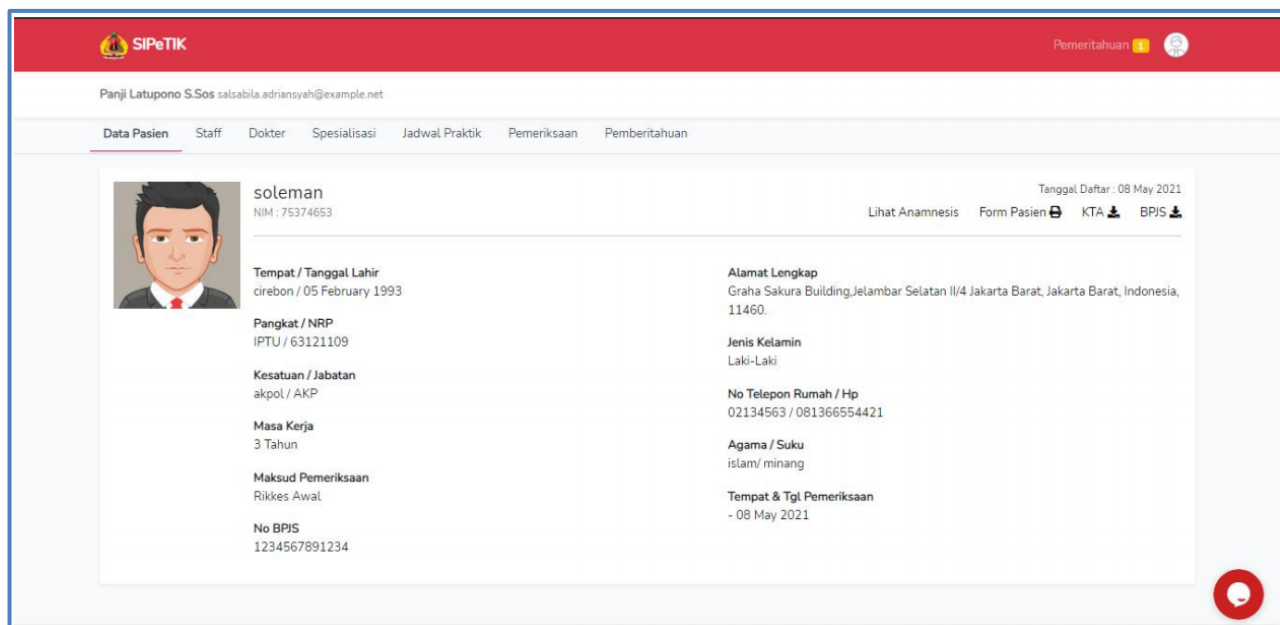 SIPeTIK
Pemeritahuan 1
Panji Latupono S.Sos salsabila.adriansyah@example.net
Data Pasien Staff Dokter Spesialisasi Jadwal Praktik Pemeriksaan Pemberitahuan
soleman
NIM : 75374653
Tanggal Daftar : 08 May 2021
Lihat Anamnesis Form Pasien KTA BPJS
Tempat / Tanggal Lahir
cirebon / 05 February 1993
Pangkat / NRP
IPTU / 63121109
Kesatuan / Jabatan
akpol / AKP
Masa Kerja
3 Tahun
Maksud Pemeriksaan
Rikkes Awal
No BPJS
1234567891234
Alamat Lengkap
Graha Sakura Building,Jelambar Selatan II/4 Jakarta Barat, Jakarta Barat, Indonesia,
11460.
Jenis Kelamin
Laki-Laki
No Telepon Rumah / Hp
02134563 / 081366554421
Agama / Suku
islam/ minang
Tempat & Tgl Pemeriksaan
- 08 May 2021